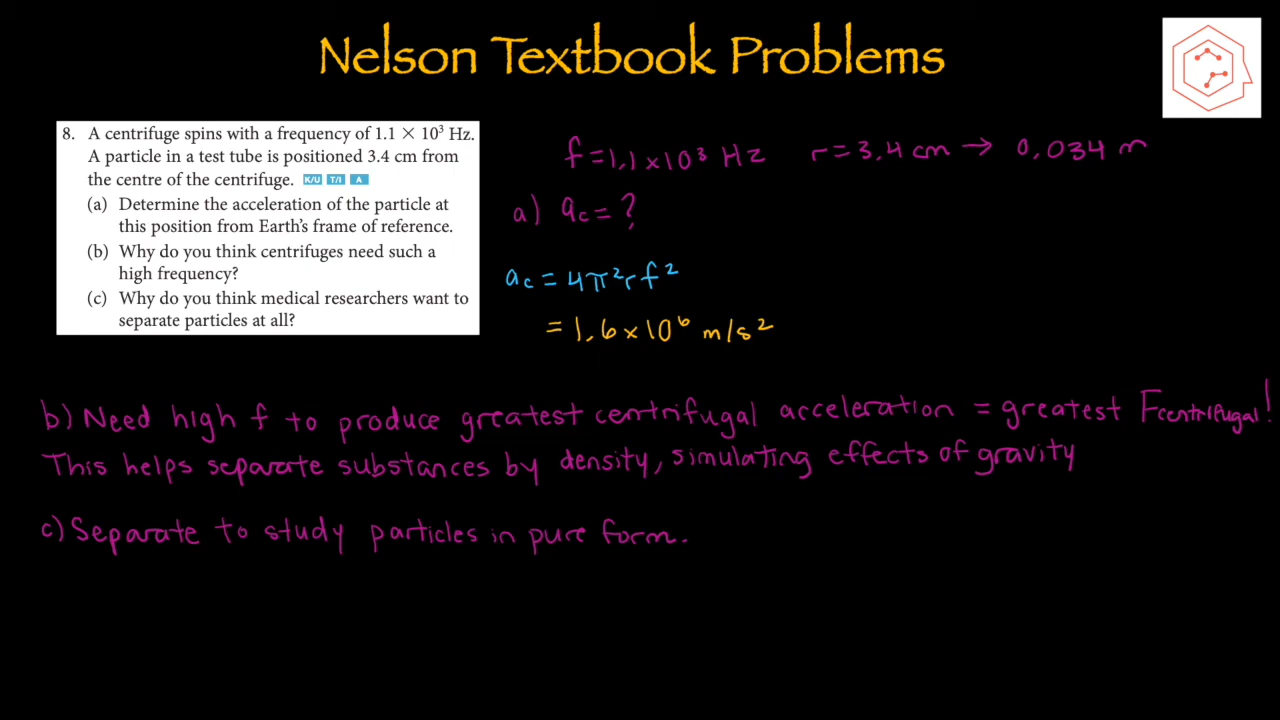 Nelson Textbook Problems
8. A centrifuge spins with a frequency of 1.1 × 10³ Hz.
A particle in a test tube is positioned 3.4 cm from
the centre of the centrifuge. K/U T/I A
(a) Determine the acceleration of the particle at
this position from Earth's frame of reference.
(b) Why do you think centrifuges need such a
high frequency?
(c) Why do you think medical researchers want to
separate particles at all?
f = 1.1 × 10³ Hz r = 3.4 cm → 0.034 m
a) ac = ?
ac = 4π²rf²
= 1.6 × 10⁶ m/s²
b) Need high f to produce greatest centrifugal acceleration = greatest Fcentrifugal!
This helps separate substances by density, simulating effects of gravity
c) Separate to study particles in pure form.